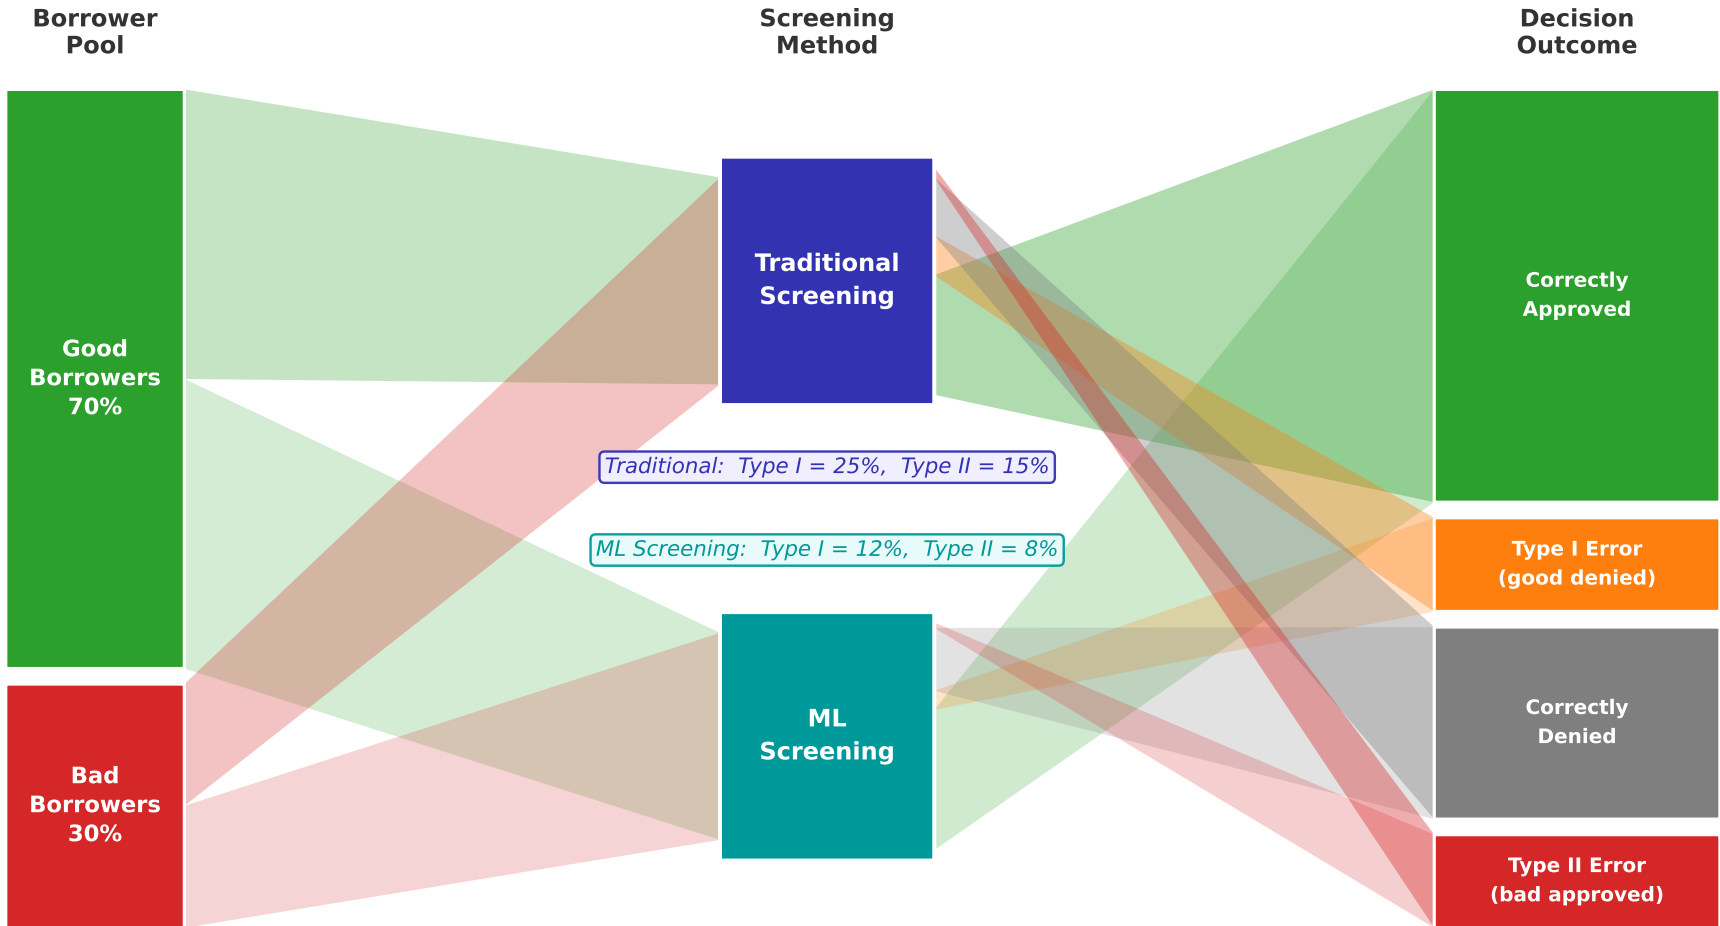 Borrower
Pool
Screening
Method
Decision
Outcome
Good
Borrowers
70%
Bad
Borrowers
30%
Traditional
Screening
Traditional:  Type I = 25%,  Type II = 15%
ML Screening:  Type I = 12%,  Type II = 8%
ML
Screening
Correctly
Approved
Type I Error
(good denied)
Correctly
Denied
Type II Error
(bad approved)